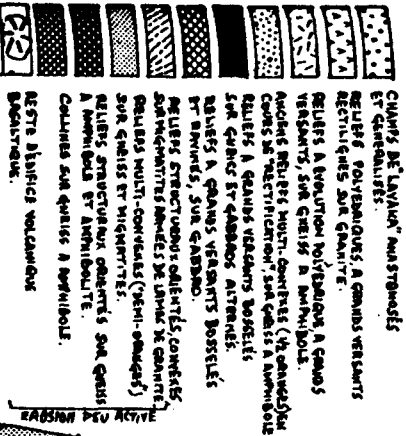 CHAMPS DE "LAVAKA" ANASTOMOSÉS
ET GÉNÉRALISÉS.
RELIEFS POLYÉDRIQUES, A GRANDS VERSANTS
RECTILIGNES SUR GRANITE.
RELIEFS A ÉVOLUTION POLYÉDRIQUE A GRANDS
VERSANTS, SUR GNEISS A AMPHIBOLE.
ANCIENS RELIEFS MULTI-CONVEXES (½ ORANGES) EN
COURS DE "RECTIFICATION", SUR GNEISS A AMPHIBOLE
RELIEFS A GRANDS VERSANTS BOSSELÉS
SUR GNEISS ET GABBROS ALTERNÉS.
RELIEFS A GRANDS VERSANTS BOSSELÉS
ET RAVINÉS, SUR GABBRO.
RELIEFS STRUCTURAUX ORIENTÉS, CONVEXES
SUR MIGMATITES ARMÉES DE LAMES DE GRANITE
RELIEFS MULTI-CONVEXES ("DEMI-ORANGES")
SUR GNEISS ET MIGMATITES.
RELIEFS STRUCTURAUX ORIENTÉS SUR GNEISS
A AMPHIBOLE ET AMPHIBOLITE.
COLLINES SUR GNEISS A AMPHIBOLE.
RESTE D'ÉDIFICE VOLCANIQUE
BASALTIQUE.
EROSION PEU ACTIVE